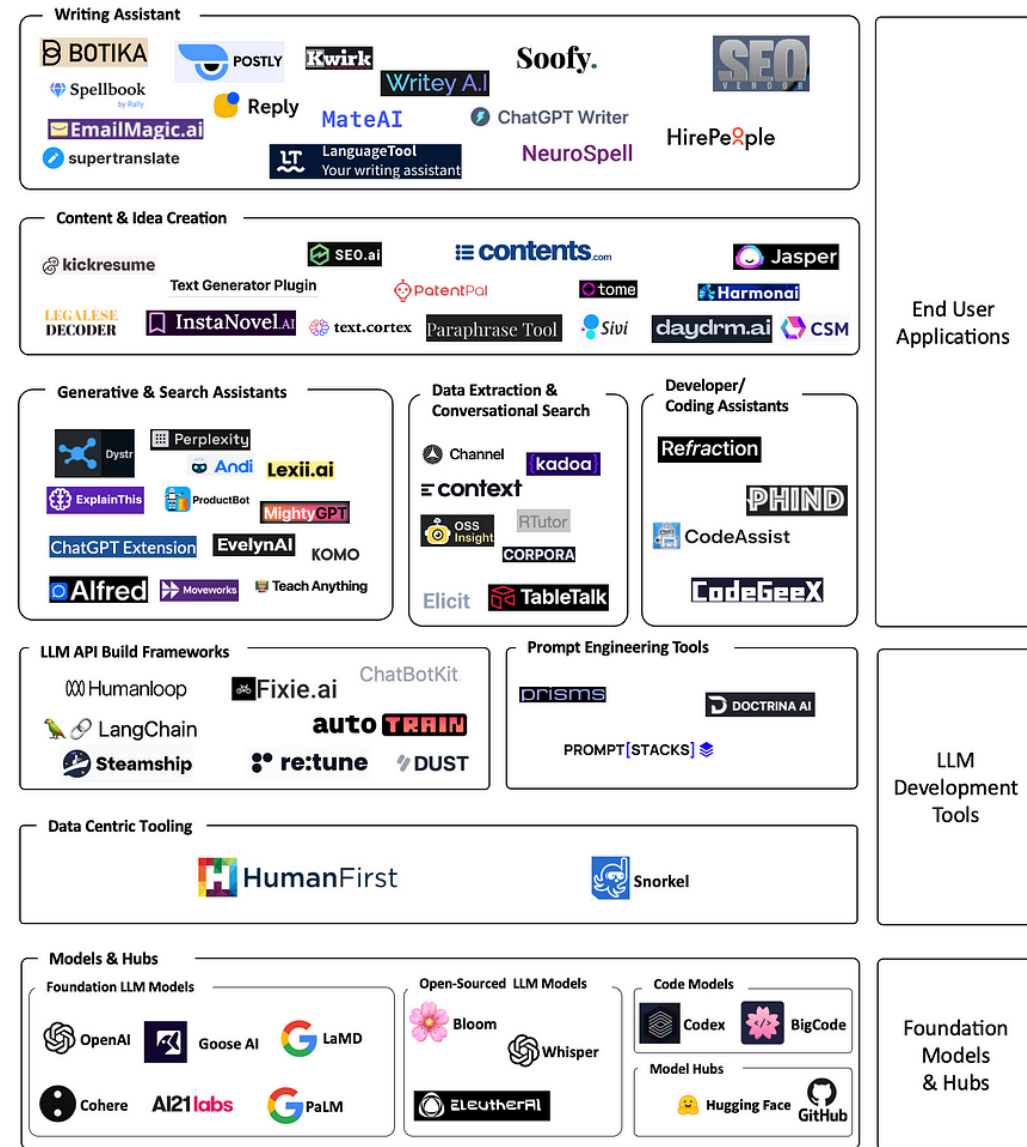 Writing Assistant
BOTIKA
POSTLY
Kwirk
Soofy.
SEO
VENDOR
Spellbook
by Rally
Writey A.I
Reply
EmailMagic.ai
MateAI
ChatGPT Writer
HirePeople
supertranslate
LT
LanguageTool
Your writing assistant
NeuroSpell
Content & Idea Creation
kickresume
SEO.ai
contents.com
Jasper
Text Generator Plugin
PatentPal
tome
Harmonai
LEGALESE
DECODER
InstaNovel.AI
text.cortex
Paraphrase Tool
Sivi
daydrm.ai
CSM
End User
Applications
Generative & Search Assistants
Dystr
Perplexity
Andi
Lexii.ai
ExplainThis
ProductBot
MightyGPT
ChatGPT Extension
EvelynAI
KOMO
Alfred
Moveworks
Teach Anything
Data Extraction &
Conversational Search
Channel
{kadoa}
context
OSS
Insight
RTutor
CORPORA
Elicit
TableTalk
Developer/
Coding Assistants
Refraction
PHIND
CodeAssist
CodeGeeX
LLM API Build Frameworks
Humanloop
Fixie.ai
ChatBotKit.
LangChain
auto TRAIN
Steamship
re:tune
DUST
Prompt Engineering Tools
prisms
DOCTRINA AI
PROMPT[STACKS]
LLM
Development
Tools
Data Centric Tooling
HumanFirst
Snorkel
Models & Hubs
Foundation LLM Models
OpenAI
Goose AI
LaMD
Cohere
AI21labs
PaLM
Open-Sourced LLM Models
Bloom
Whisper
EleutherAI
Code Models
Codex
BigCode
Model Hubs
Hugging Face
GitHub
Foundation
Models
& Hubs